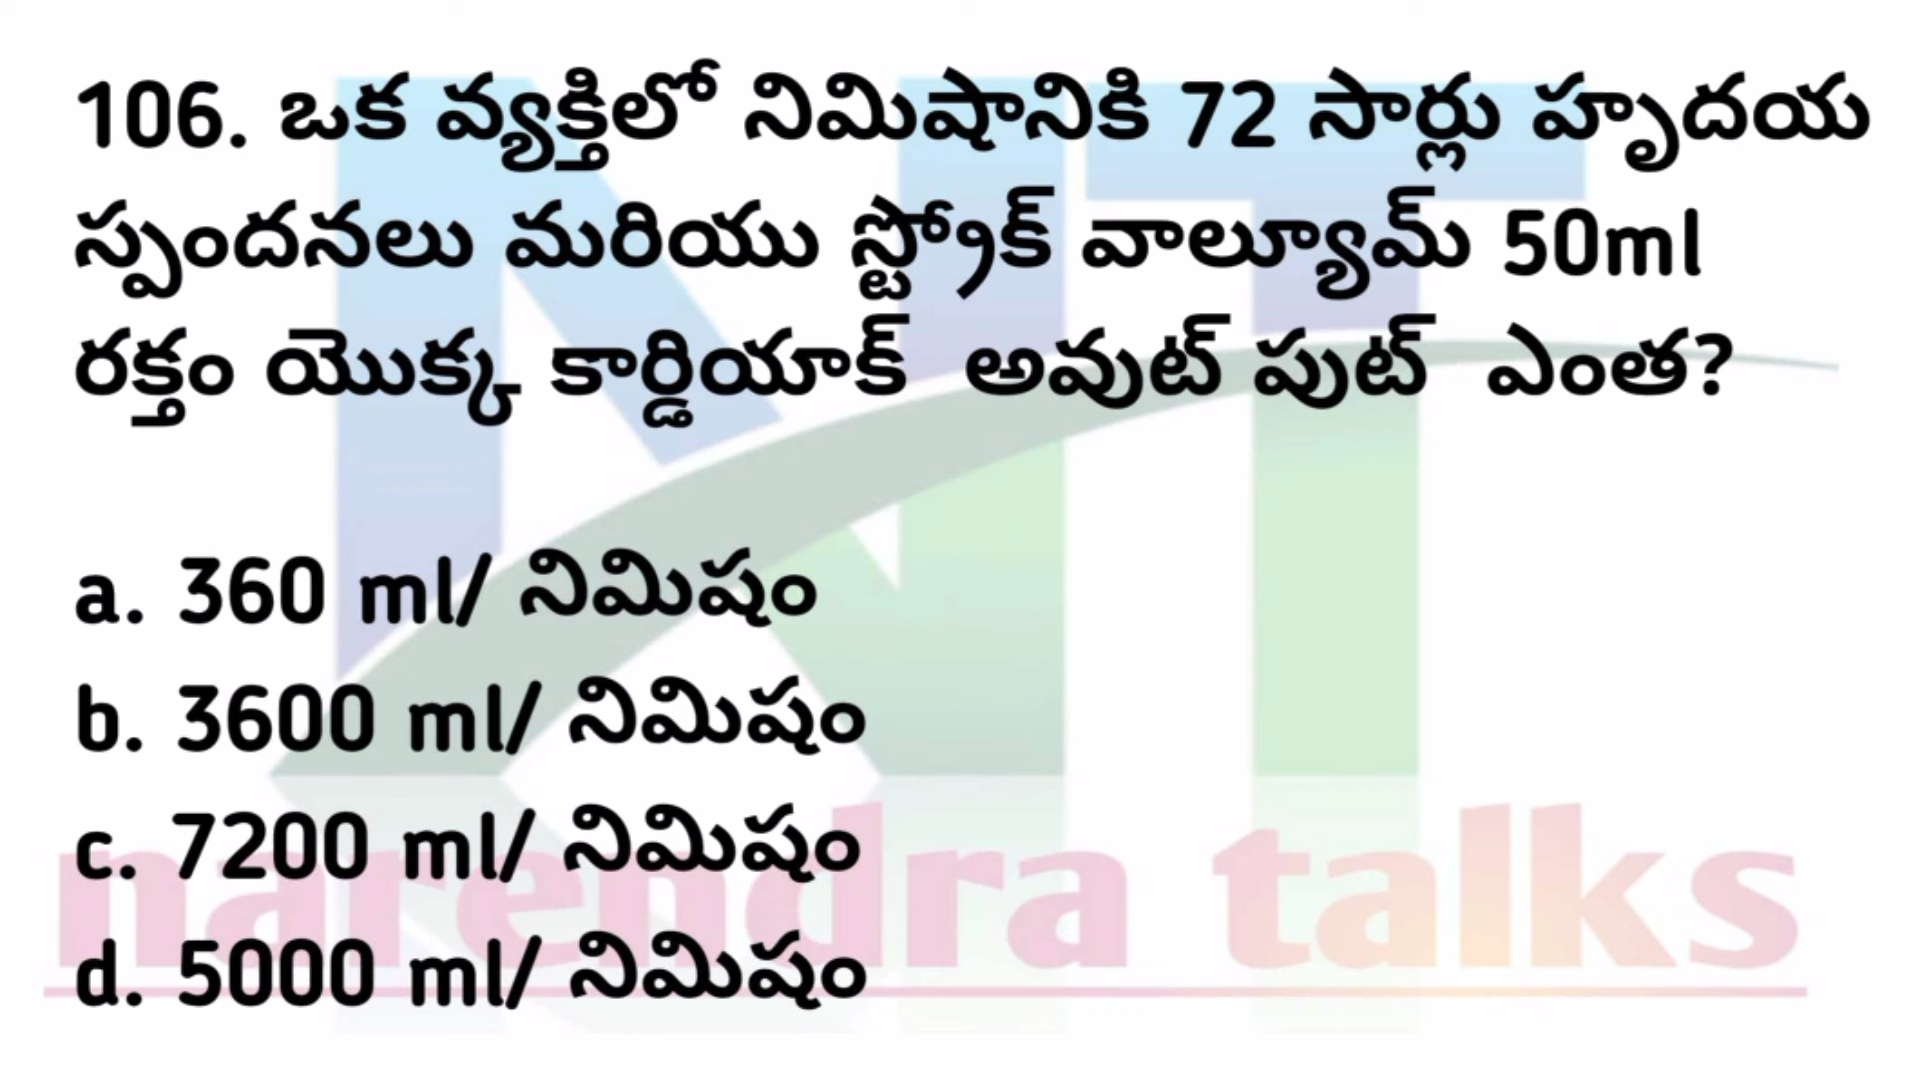 106. ఒక వ్యక్తిలో నిమిషానికి 72 సార్లు హృదయ
స్పందనలు మరియు స్ట్రోక్ వాల్యూమ్ 50ml
రక్తం యొక్క కార్డియాక్ అవుట్ పుట్ ఎంత?
a. 360 ml/ నిమిషం
b. 3600 ml/ నిమిషం
c. 7200 ml/ నిమిషం
d. 5000 ml/ నిమిషం
NT
narendra talks